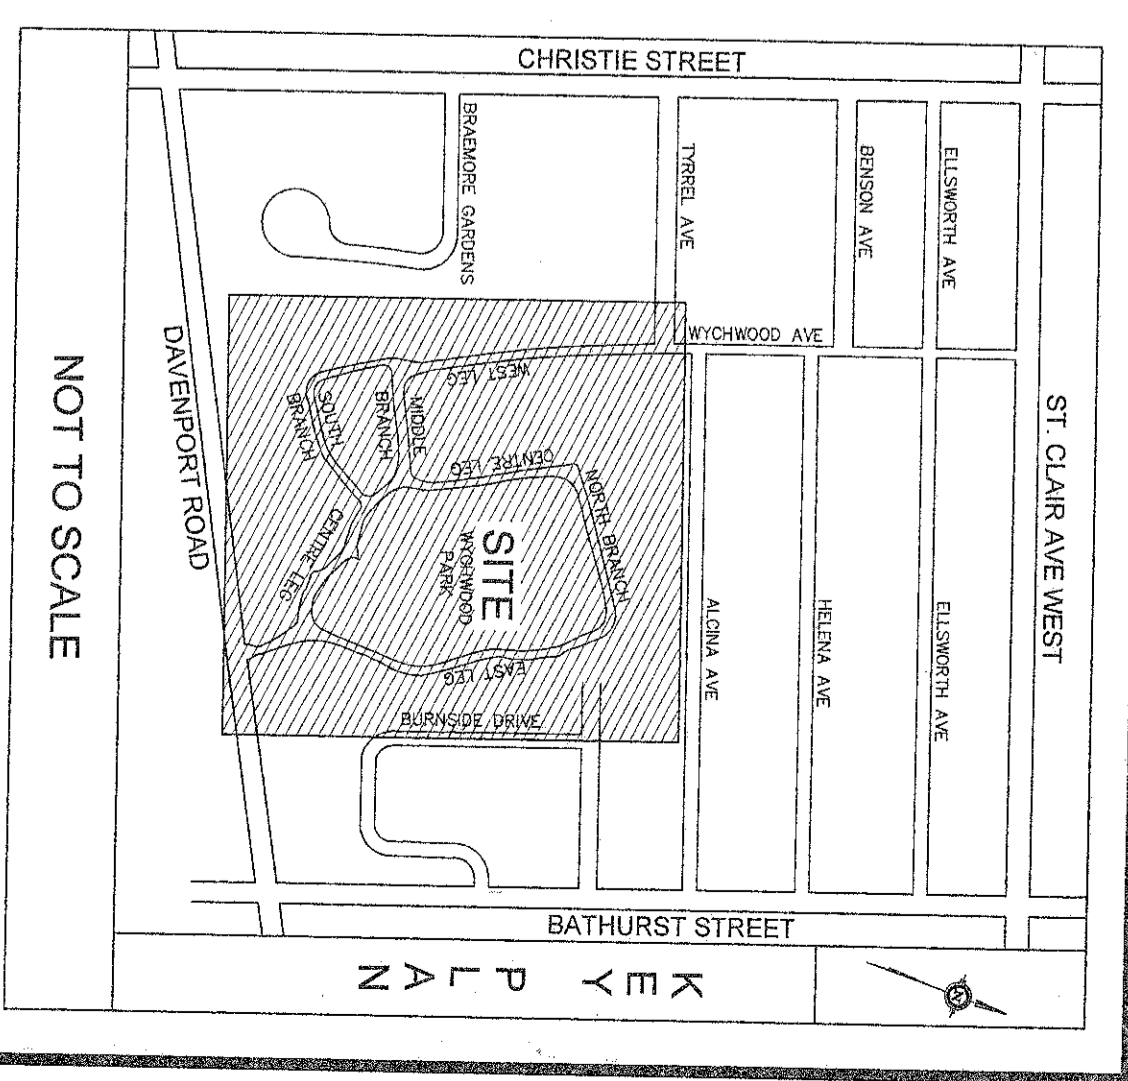 ST. CLAIR AVE WEST
ELLSWORTH AVE
ELLSWORTH AVE
BENSON AVE
HELENA AVE
TYRREL AVE
ALCINA AVE
CHRISTIE STREET
WYCHWOOD AVE
BATHURST STREET
BRAEMORE GARDENS
WEST LEG
MIDDLE
BRANCH
SOUTH
BRANCH
CENTRE LEG
NORTH BRANCH
SITE
WYCHWOOD
PARK
CENTRE LEG
EAST LEG
BURNSIDE DRIVE
DAVENPORT ROAD
NOT TO SCALE
KEY PLAN